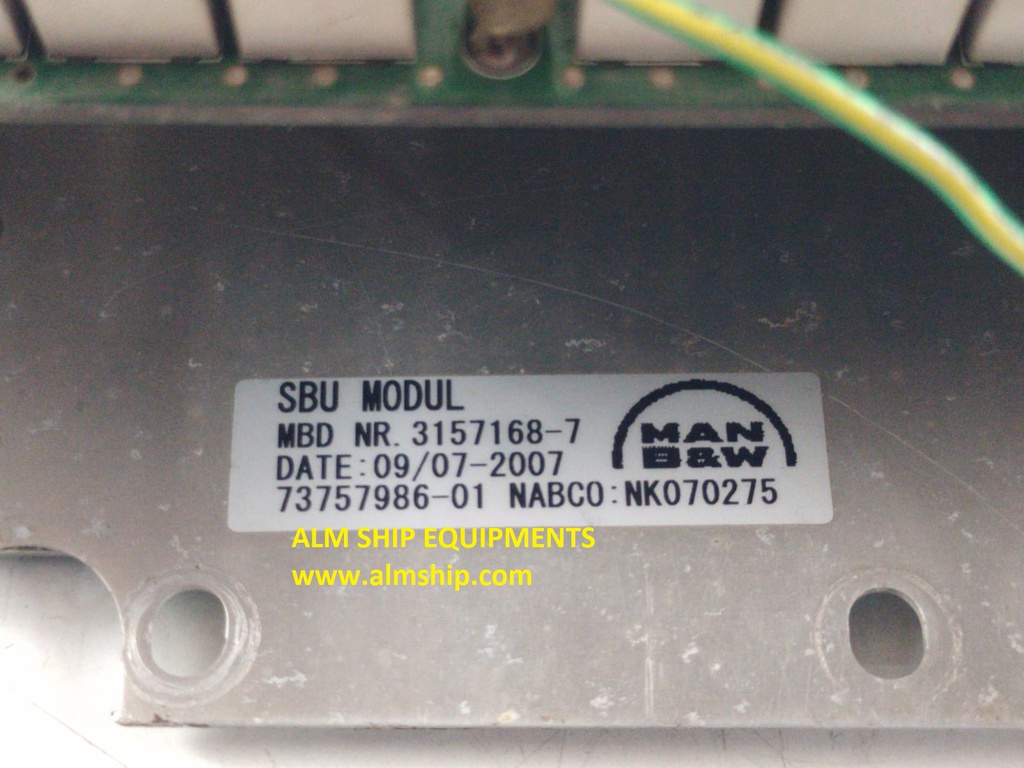 SBU MODUL
MBD NR. 3157168-7
DATE:09/07-2007
73757986-01 NABCO:NK070275
MAN
B&W
ALM SHIP EQUIPMENTS
www.almship.com